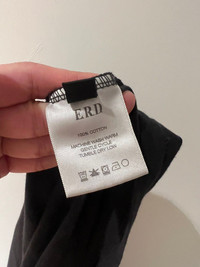 ERD
100% COTTON
MACHINE WASH WARM
GENTLE CYCLE
TUMBLE DRY LOW